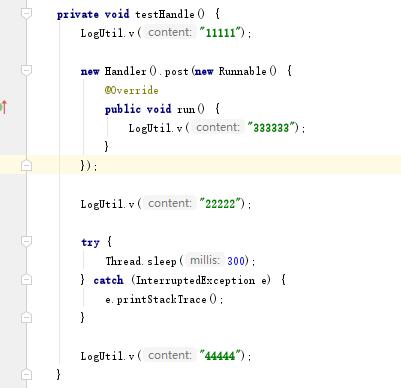 private void testHandle() {
LogUtil.v( content: "11111");
new Handler().post(new Runnable() {
@Override
public void run() {
LogUtil.v( content: "333333");
}
});
LogUtil.v( content: "22222");
try {
Thread.sleep( millis: 300);
} catch (InterruptedException e) {
e.printStackTrace();
}
LogUtil.v( content: "44444");
}